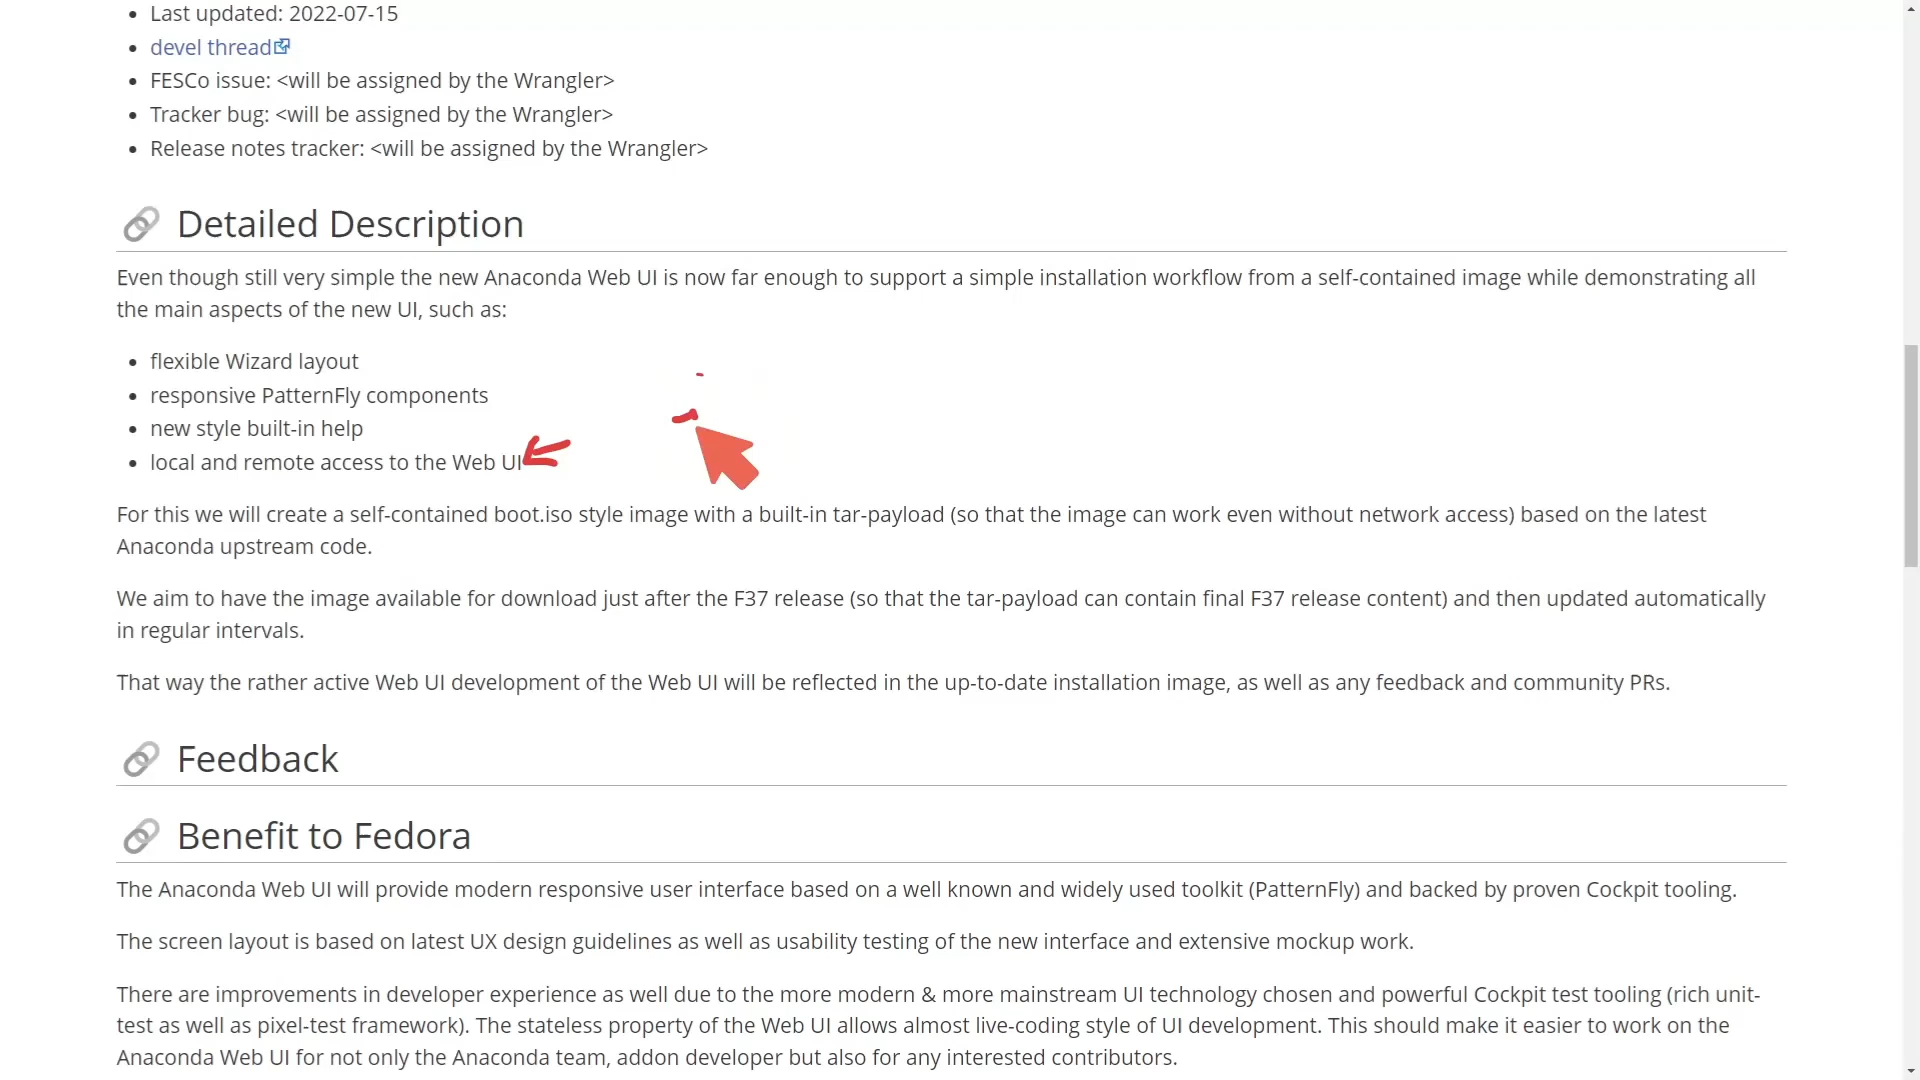 Last updated: 2022-07-15
devel thread
FESCo issue: <will be assigned by the Wrangler>
Tracker bug: <will be assigned by the Wrangler>
Release notes tracker: <will be assigned by the Wrangler>
Detailed Description
Even though still very simple the new Anaconda Web UI is now far enough to support a simple installation workflow from a self-contained image while demonstrating all
the main aspects of the new UI, such as:
flexible Wizard layout
responsive PatternFly components
new style built-in help
local and remote access to the Web UI
For this we will create a self-contained boot.iso style image with a built-in tar-payload (so that the image can work even without network access) based on the latest
Anaconda upstream code.
We aim to have the image available for download just after the F37 release (so that the tar-payload can contain final F37 release content) and then updated automatically
in regular intervals.
That way the rather active Web UI development of the Web UI will be reflected in the up-to-date installation image, as well as any feedback and community PRs.
Feedback
Benefit to Fedora
The Anaconda Web UI will provide modern responsive user interface based on a well known and widely used toolkit (PatternFly) and backed by proven Cockpit tooling.
The screen layout is based on latest UX design guidelines as well as usability testing of the new interface and extensive mockup work.
There are improvements in developer experience as well due to the more modern & more mainstream UI technology chosen and powerful Cockpit test tooling (rich unit-
test as well as pixel-test framework). The stateless property of the Web UI allows almost live-coding style of UI development. This should make it easier to work on the
Anaconda Web UI for not only the Anaconda team, addon developer but also for any interested contributors.